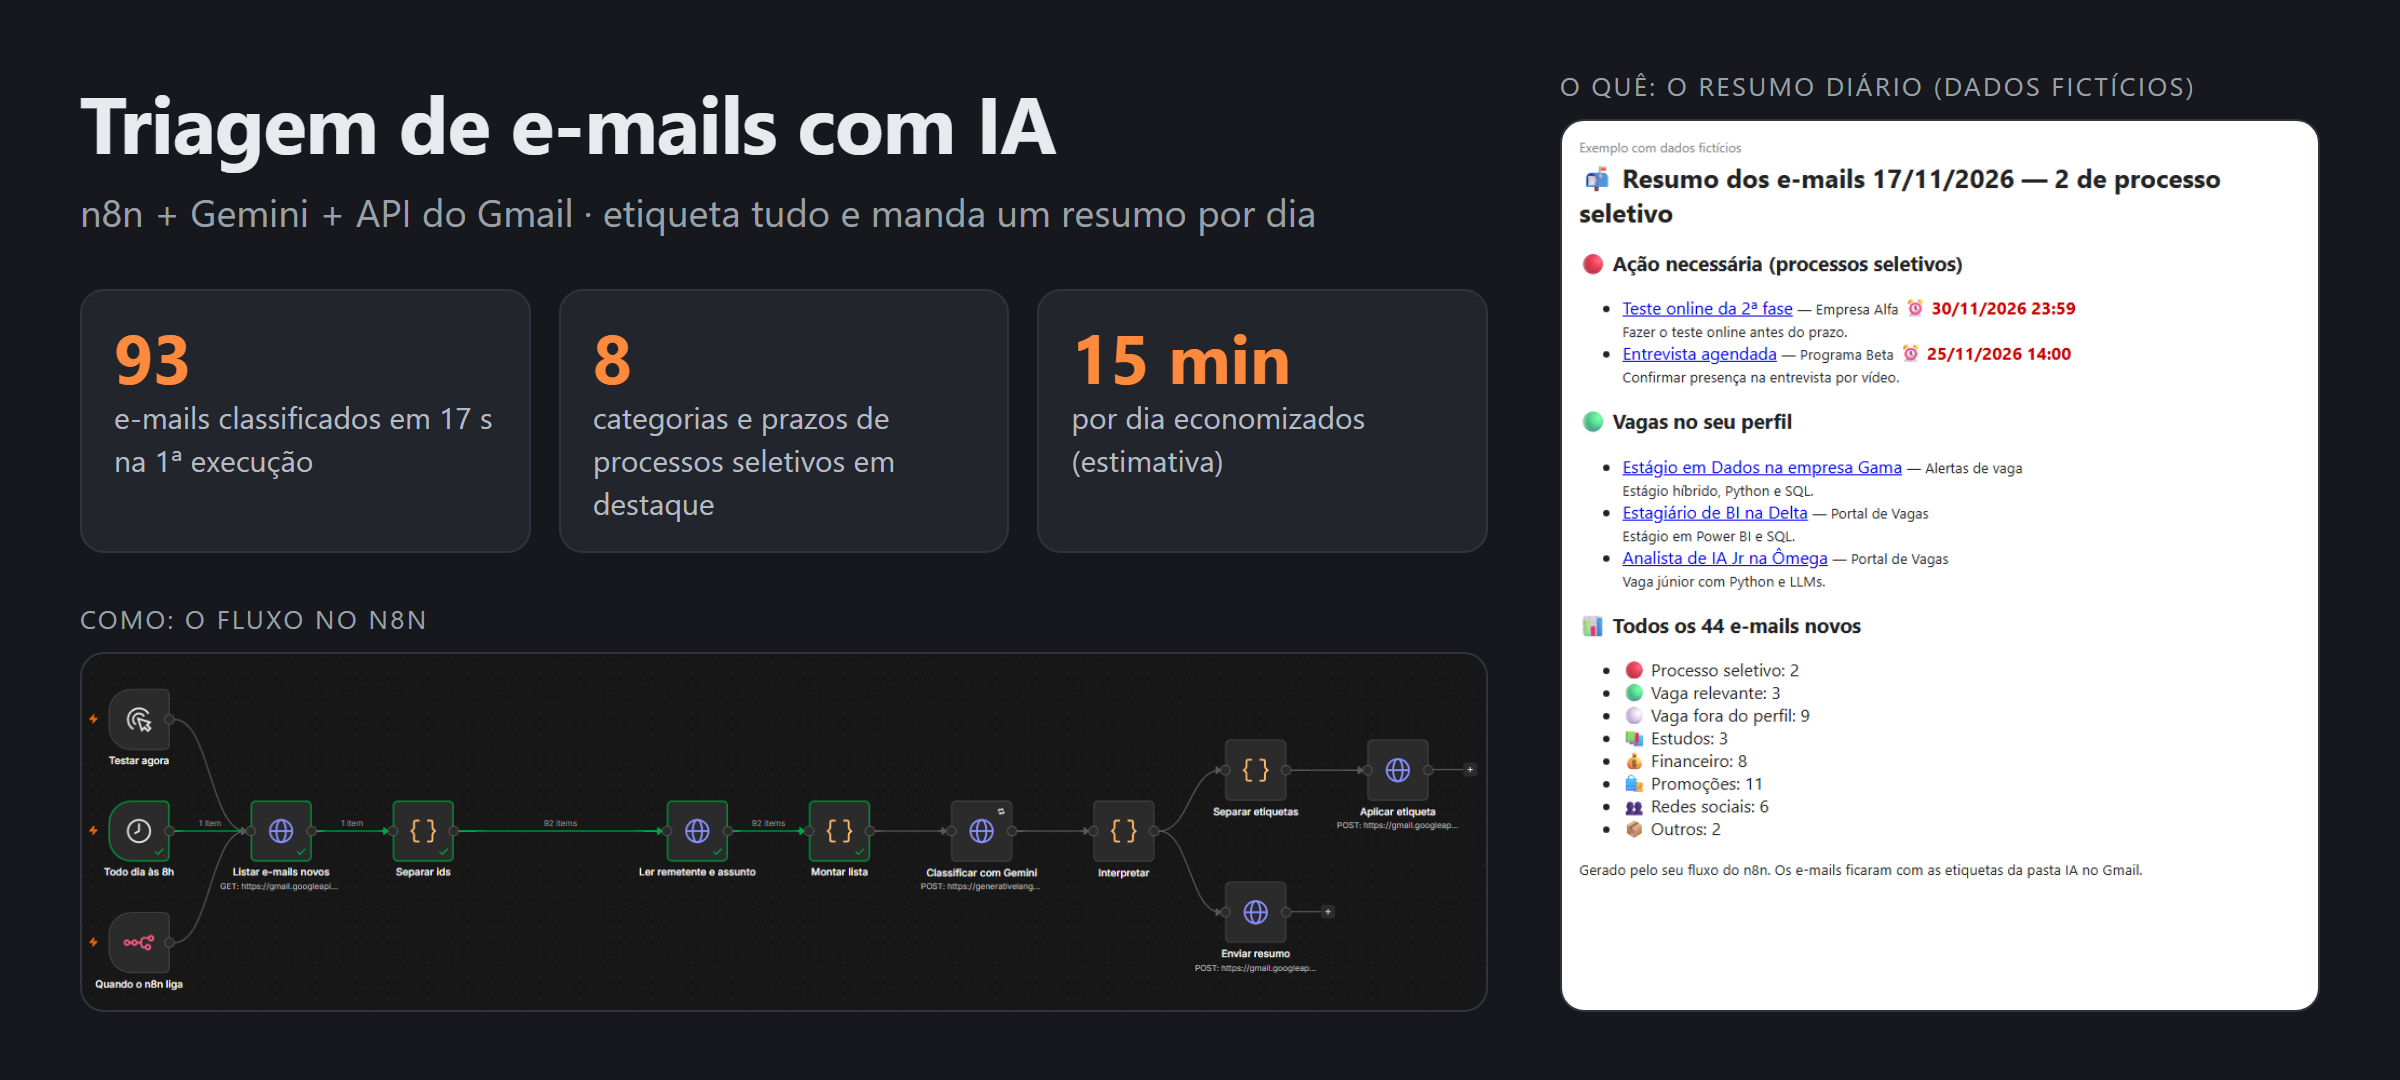 Triagem de e-mails com IA
n8n + Gemini + API do Gmail · etiqueta tudo e manda um resumo por dia
93
e-mails classificados em 17 s
na 1ª execução
8
categorias e prazos de
processos seletivos em
destaque
15 min
por dia economizados
(estimativa)
COMO: O FLUXO NO N8N
Testar agora
Todo dia às 8h
Quando o n8n liga
1 item
Listar e-mails novos
GET: https://gmail.googleapi...
1 item
Separar ids
92 items
Ler remetente e assunto
92 items
Montar lista
Classificar com Gemini
POST: https://generativelang...
Interpretar
Separar etiquetas
Aplicar etiqueta
POST: https://gmail.googleap...
Enviar resumo
POST: https://gmail.googleap...
O QUÊ: O RESUMO DIÁRIO (DADOS FICTÍCIOS)
Exemplo com dados fictícios
Resumo dos e-mails 17/11/2026 — 2 de processo
seletivo
Ação necessária (processos seletivos)
Teste online da 2ª fase — Empresa Alfa ⏰ 30/11/2026 23:59
Fazer o teste online antes do prazo.
Entrevista agendada — Programa Beta ⏰ 25/11/2026 14:00
Confirmar presença na entrevista por vídeo.
Vagas no seu perfil
Estágio em Dados na empresa Gama — Alertas de vaga
Estágio híbrido, Python e SQL.
Estagiário de BI na Delta — Portal de Vagas
Estágio em Power BI e SQL.
Analista de IA Jr na Ômega — Portal de Vagas
Vaga júnior com Python e LLMs.
Todos os 44 e-mails novos
Processo seletivo: 2
Vaga relevante: 3
Vaga fora do perfil: 9
Estudos: 3
Financeiro: 8
Promoções: 11
Redes sociais: 6
Outros: 2
Gerado pelo seu fluxo do n8n. Os e-mails ficaram com as etiquetas da pasta IA no Gmail.